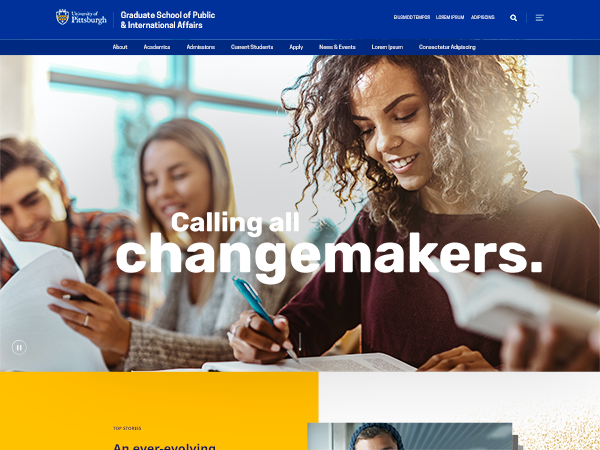 University of
Pittsburgh
Graduate School of Public
& International Affairs
EIUSMOD TEMPOR LOREM IPSUM ADIPISCING
About Academics Admissions Current Students Apply News & Events Lorem Ipsum Consectetur Adipiscing
Calling all
changemakers.
TOP STORIES
An ever-evolving